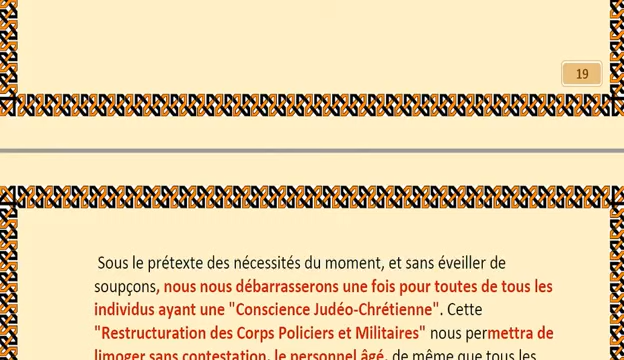 19
Sous le prétexte des nécessités du moment, et sans éveiller de
soupçons, nous nous débarrasserons une fois pour toutes de tous les
individus ayant une "Conscience Judéo-Chrétienne". Cette
"Restructuration des Corps Policiers et Militaires" nous permettra de
limoger sans contestation, le personnel âgé, de même que tous les